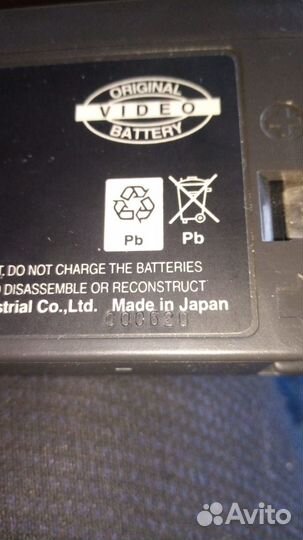 ORIGINAL
VIDEO
BATTERY
Pb
Pb
DO NOT CHARGE THE BATTERIES
DISASSEMBLE OR RECONSTRUCT
strial Co.,Ltd. Made in Japan
000620
Avito